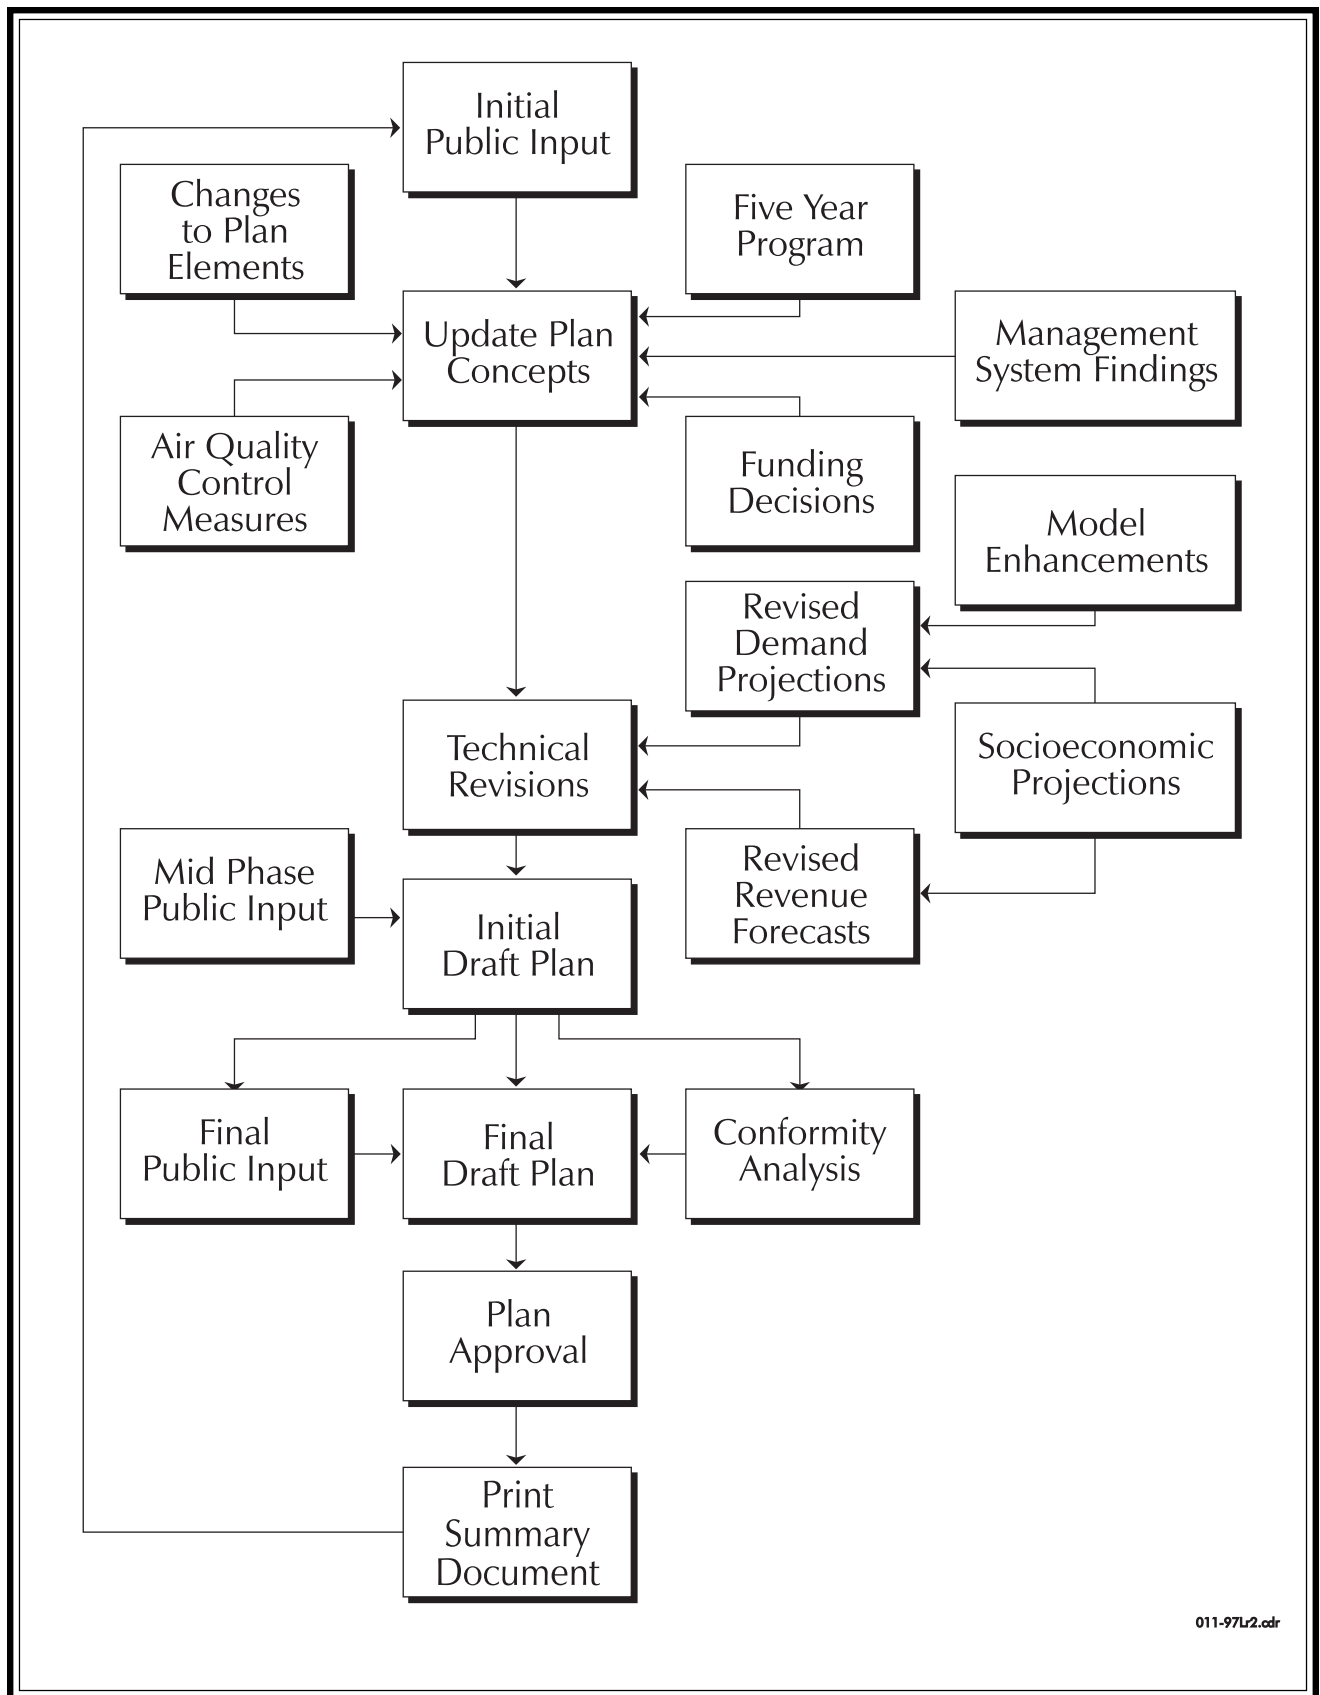 Initial
Public Input
Changes
to Plan
Elements
Five Year
Program
Update Plan
Concepts
Management
System Findings
Air Quality
Control
Measures
Funding
Decisions
Model
Enhancements
Revised
Demand
Projections
Technical
Revisions
Socioeconomic
Projections
Mid Phase
Public Input
Revised
Revenue
Forecasts
Initial
Draft Plan
Final
Public Input
Final
Draft Plan
Conformity
Analysis
Plan
Approval
Print
Summary
Document
011-97Lr2.cdr